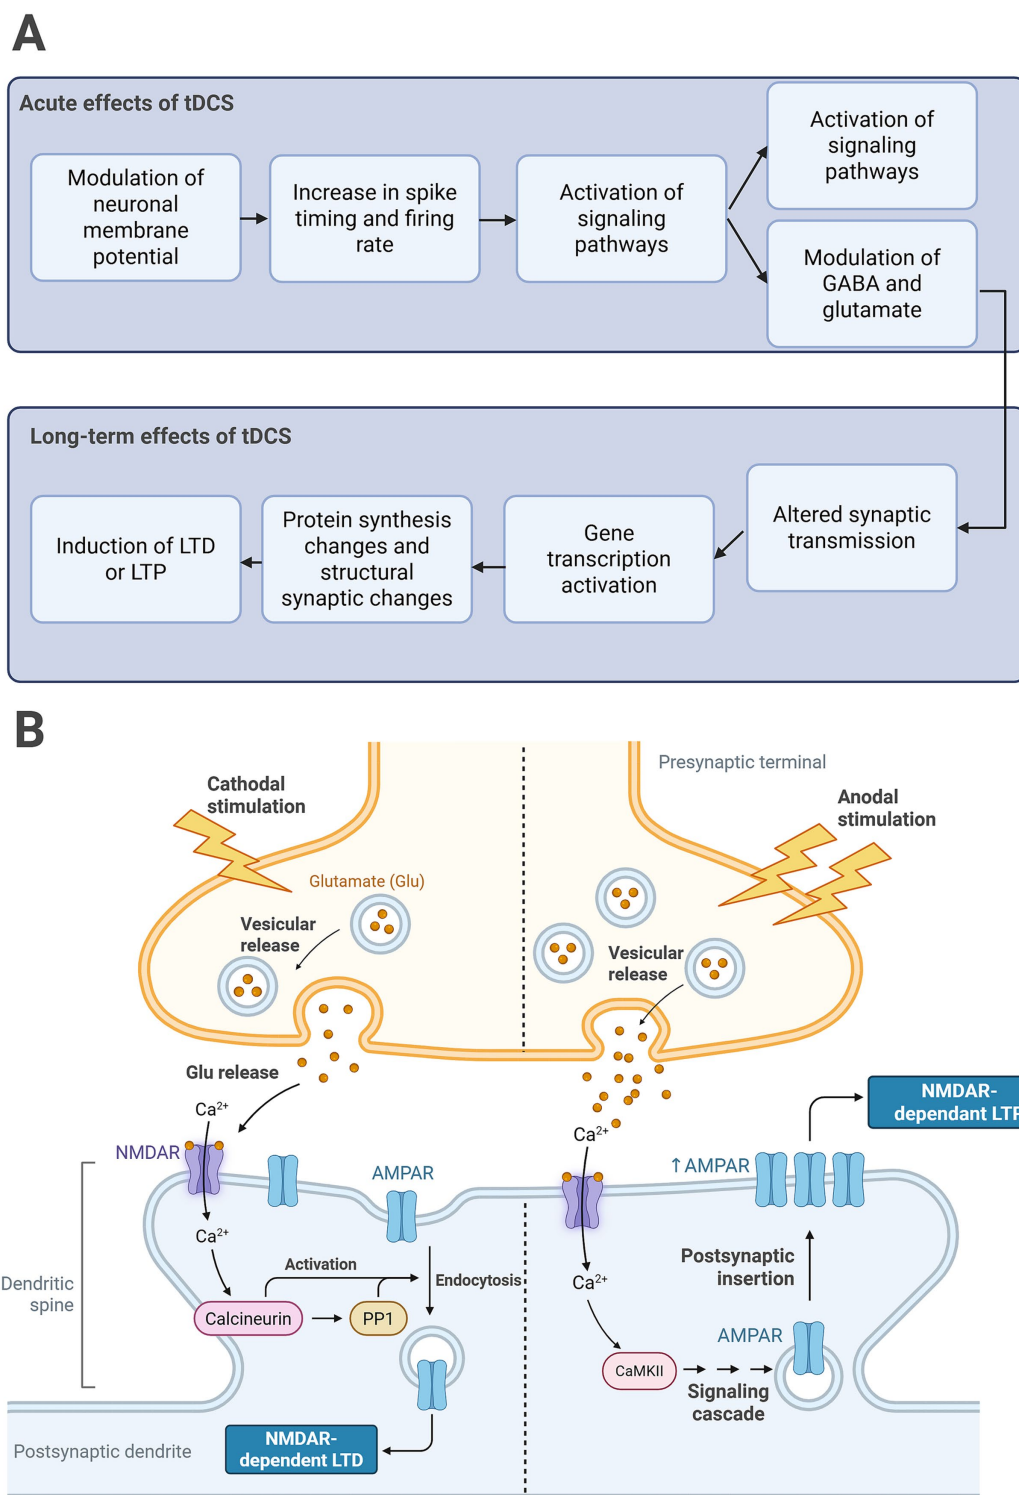 A
Acute effects of tDCS
Modulation of
neuronal
membrane
potential
Increase in spike
timing and firing
rate
Activation of
signaling
pathways
Activation of
signaling
pathways
Modulation of
GABA and
glutamate
Long-term effects of tDCS
Induction of LTD
or LTP
Protein synthesis
changes and
structural
synaptic changes
Gene
transcription
activation
Altered synaptic
transmission
B
Cathodal
stimulation
Presynaptic terminal
Anodal
stimulation
Glutamate (Glu)
Vesicular
release
Vesicular
release
Glu release
Ca2+
NMDAR
AMPAR
Ca2+
Activation
Endocytosis
Calcineurin
PP1
Dendritic
spine
NMDAR-
dependent LTD
Postsynaptic dendrite
Ca2+
↑AMPAR
NMDAR-
dependant LTP
Ca2+
Postsynaptic
insertion
AMPAR
CaMKII
Signaling
cascade